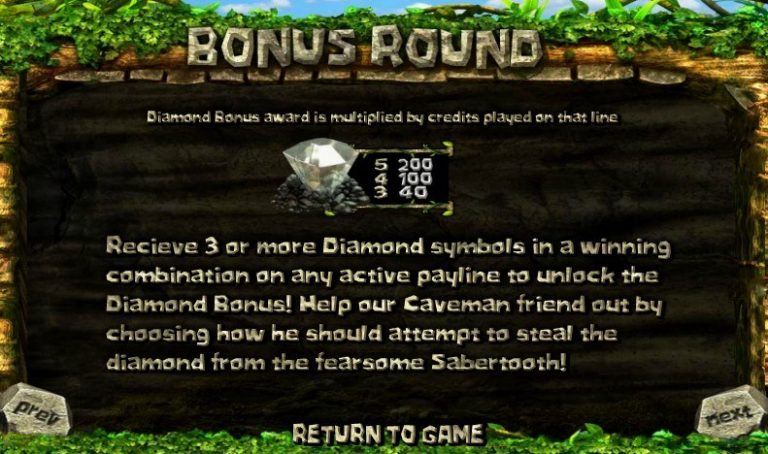 BONUS ROUND
Diamond Bonus award is multiplied by credits played on that line
5 200
4 100
3 40
Recieve 3 or more Diamond symbols in a winning
combination on any active payline to unlock the
Diamond Bonus! Help our Caveman friend out by
choosing how he should attempt to steal the
diamond from the fearsome Sabertooth!
prev
next
RETURN TO GAME